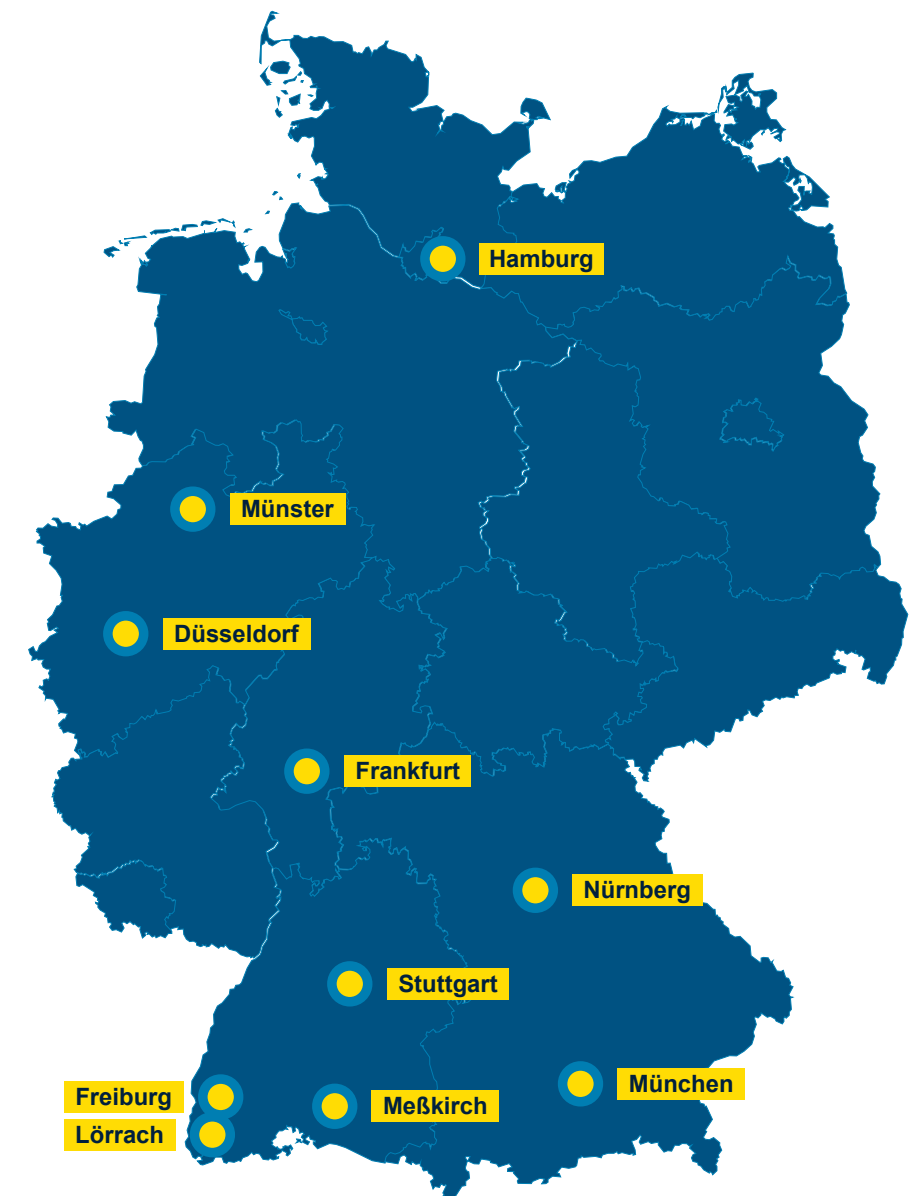 Hamburg
Münster
Düsseldorf
Frankfurt
Nürnberg
Stuttgart
München
Freiburg
Meßkirch
Lörrach